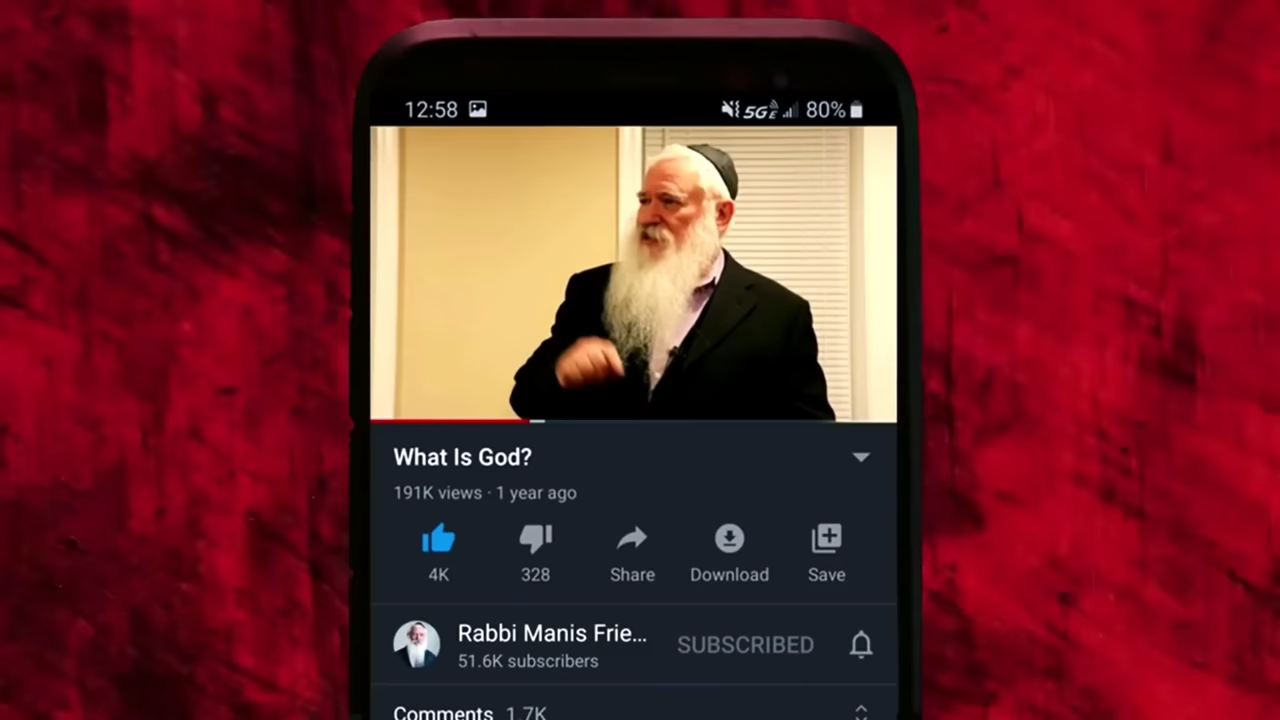 12:58 5GE 80%
What Is God?
191K views · 1 year ago
4K 328 Share Download Save
Rabbi Manis Frie... SUBSCRIBED
51.6K subscribers
Comments 1.7K